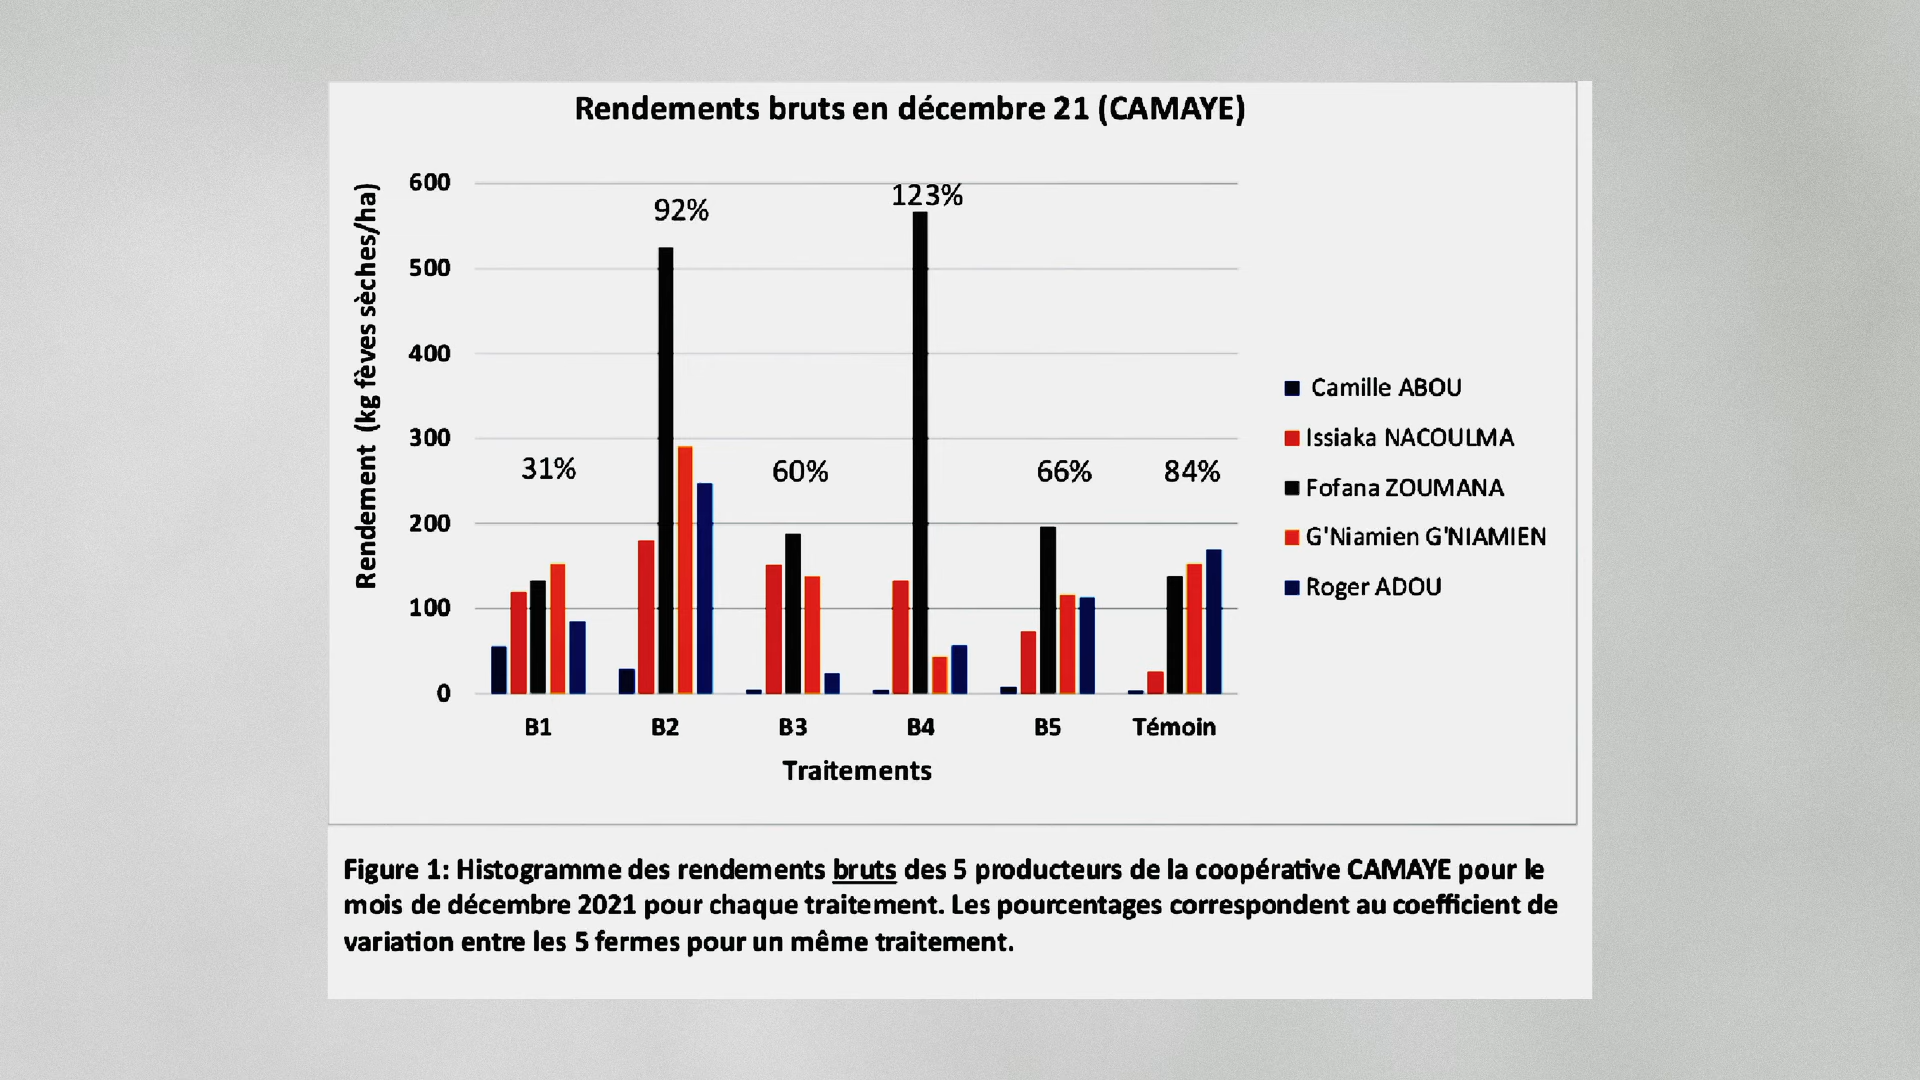 Rendements bruts en décembre 21 (CAMAYE)
Rendement (kg fèves sèches/ha)
600
500
400
300
200
100
0
31%
92%
60%
123%
66%
84%
B1
B2
B3
B4
B5
Témoin
Traitements
Camille ABOU
Issiaka NACOULMA
Fofana ZOUMANA
G'Niamien G'NIAMIEN
Roger ADOU
Figure 1: Histogramme des rendements bruts des 5 producteurs de la coopérative CAMAYE pour le
mois de décembre 2021 pour chaque traitement. Les pourcentages correspondent au coefficient de
variation entre les 5 fermes pour un même traitement.